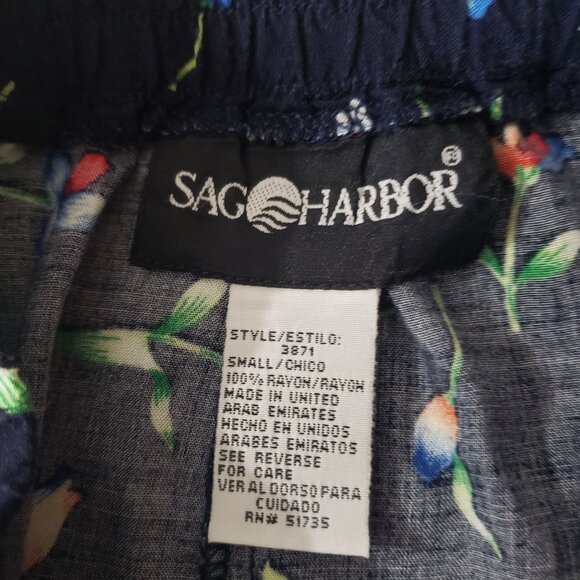 SAG HARBOR ®
STYLE/ESTILO:
3871
SMALL/CHICO
100% RAYON/RAYON
MADE IN UNITED
ARAB EMIRATES
HECHO EN UNIDOS
ARABES EMIRATOS
SEE REVERSE
FOR CARE
VER AL DORSO PARA
CUIDADO
RN# 51735